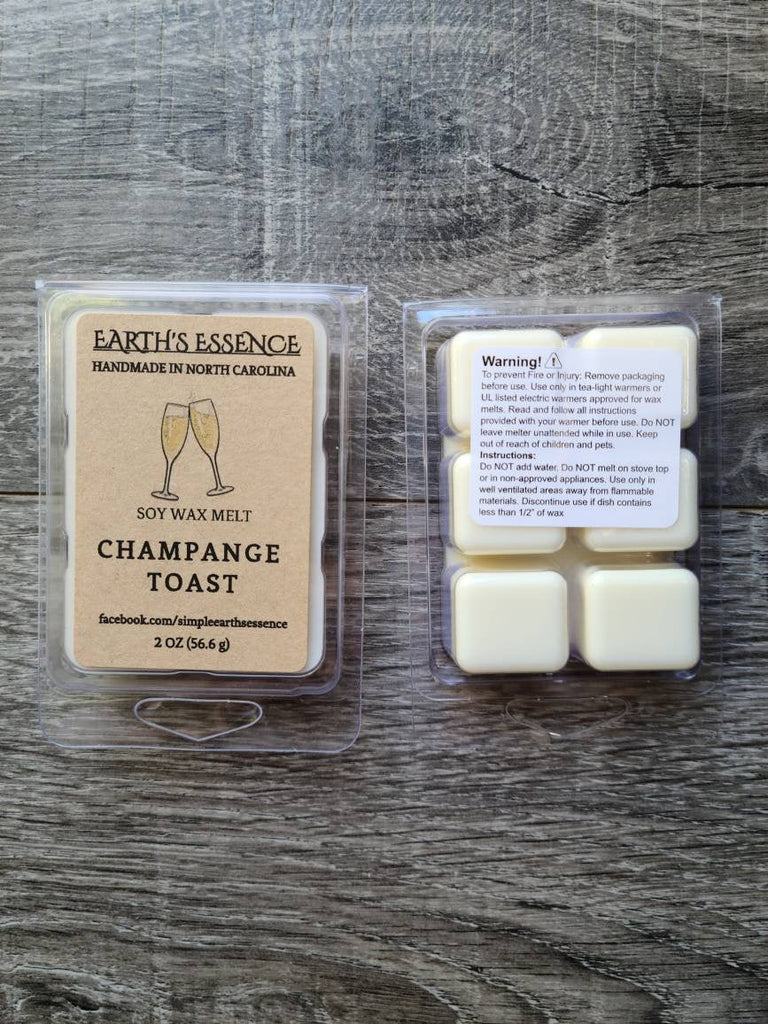 EARTH'S ESSENCE
HANDMADE IN NORTH CAROLINA
SOY WAX MELT
CHAMPANGE
TOAST
facebook.com/simpleearthsessence
2 OZ (56.6 g)
Warning!
To prevent Fire or Injury: Remove packaging
before use. Use only in tea-light warmers or
UL listed electric warmers approved for wax
melts. Read and follow all instructions
provided with your warmer before use. Do NOT
leave melter unattended while in use. Keep
out of reach of children and pets.
Instructions:
Do NOT add water. Do NOT melt on stove top
or in non-approved appliances. Use only in
well ventilated areas away from flammable
materials. Discontinue use if dish contains
less than 1/2" of wax